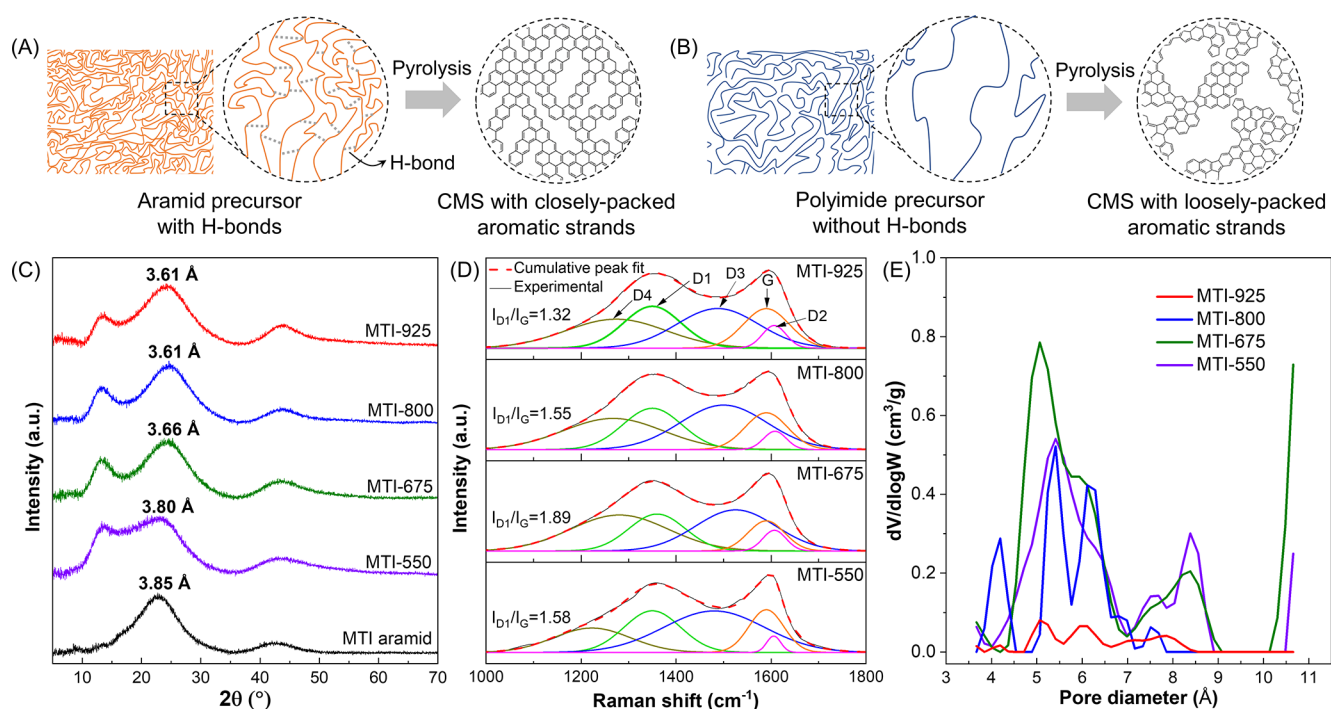 (A)
Pyrolysis
H-bond
Aramid precursor
with H-bonds
CMS with closely-packed
aromatic strands
(B)
Pyrolysis
Polyimide precursor
without H-bonds
CMS with loosely-packed
aromatic strands
(C)
Intensity (a.u.)
3.61 Å
MTI-925
3.61 Å
MTI-800
3.66 Å
MTI-675
3.80 Å
MTI-550
3.85 Å
MTI aramid
10 20 30 40 50 60 70
2θ (°)
(D)
Intensity (a.u.)
Cumulative peak fit
Experimental
MTI-925
D4
D1
D3
G
D2
I_D1/I_G=1.32
MTI-800
I_D1/I_G=1.55
MTI-675
I_D1/I_G=1.89
MTI-550
I_D1/I_G=1.58
1000 1200 1400 1600 1800
Raman shift (cm⁻¹)
(E)
dV/dlogW (cm³/g)
1.0
0.8
0.6
0.4
0.2
0.0
MTI-925
MTI-800
MTI-675
MTI-550
3 4 5 6 7 8 9 10 11
Pore diameter (Å)